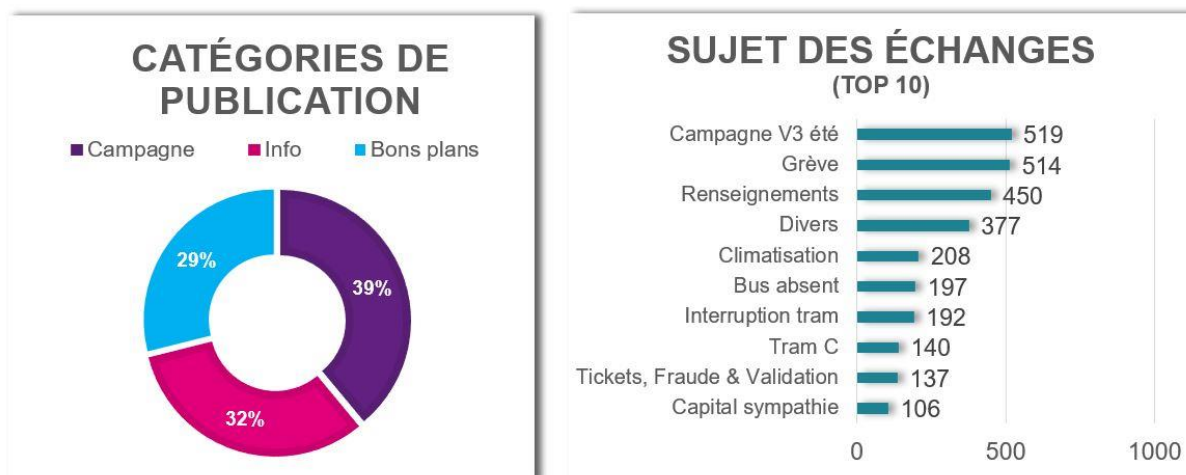 CATÉGORIES DE
PUBLICATION
Campagne Info Bons plans
29%
39%
32%
SUJET DES ÉCHANGES
(TOP 10)
Campagne V3 été 519
Grève 514
Renseignements 450
Divers 377
Climatisation 208
Bus absent 197
Interruption tram 192
Tram C 140
Tickets, Fraude & Validation 137
Capital sympathie 106
0 500 1000